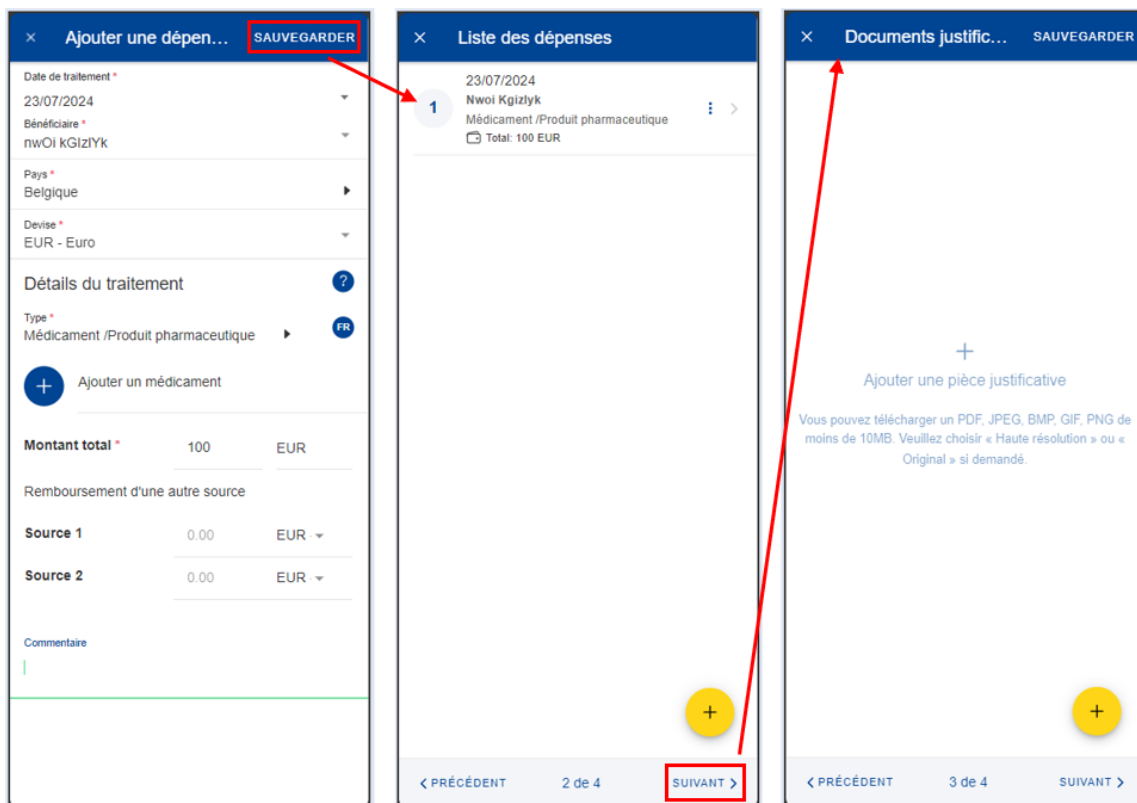 × Ajouter une dépen... SAUVEGARDER
Date de traitement *
23/07/2024
Bénéficiaire *
nwOi kGIzIYk
Pays *
Belgique
Devise *
EUR - Euro
Détails du traitement ?
Type *
Médicament /Produit pharmaceutique FR
+ Ajouter un médicament
Montant total * 100 EUR
Remboursement d'une autre source
Source 1 0.00 EUR
Source 2 0.00 EUR
Commentaire
× Liste des dépenses
23/07/2024
1 Nwoi Kgizlyk
Médicament /Produit pharmaceutique
Total: 100 EUR
+
< PRÉCÉDENT 2 de 4 SUIVANT >
× Documents justific... SAUVEGARDER
+
Ajouter une pièce justificative
Vous pouvez télécharger un PDF, JPEG, BMP, GIF, PNG de
moins de 10MB. Veuillez choisir « Haute résolution » ou «
Original » si demandé.
+
< PRÉCÉDENT 3 de 4 SUIVANT >